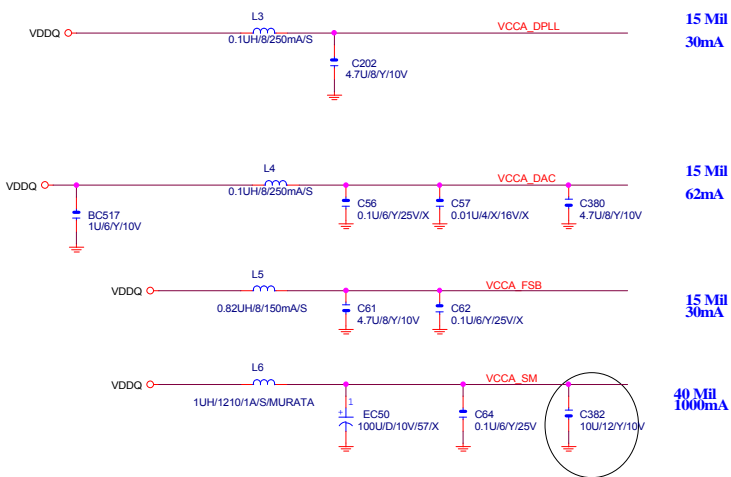 L3
15 Mil
VDDQ
VCCA_DPLL
0.1UH/8/250mA/S
30mA
C202
4.7U/8/Y/10V
L4
15 Mil
VDDQ
VCCA_DAC
0.1UH/8/250mA/S
62mA
BC517
1U/6/Y/10V
C56
0.1U/6/Y/25V/X
C57
0.01U/4/X/16V/X
C380
4.7U/8/Y/10V
L5
VDDQ
VCCA_FSB
15 Mil
30mA
0.82UH/8/150mA/S
C61
4.7U/8/Y/10V
C62
0.1U/6/Y/25V/X
L6
VDDQ
VCCA_SM
40 Mil
1000mA
1UH/1210/1A/S/MURATA
1
+
EC50
100U/D/10V/57/X
C64
0.1U/6/Y/25V
C382
10U/12/Y/10V